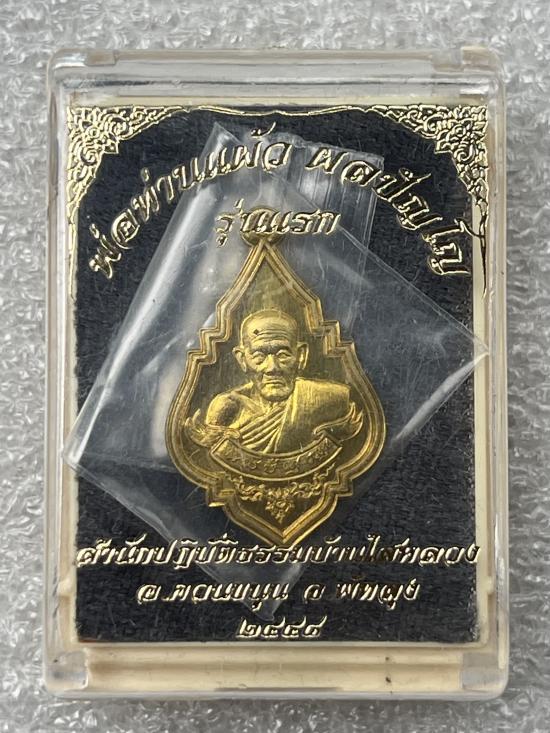 พ่อท่านแผ้ว ผลปัญโญ
รุ่นแรก
สำนักปฏิบัติธรรมบ้านไสหลวง
อ.ควนขนุน จ พัทลุง
๒๕๕๘